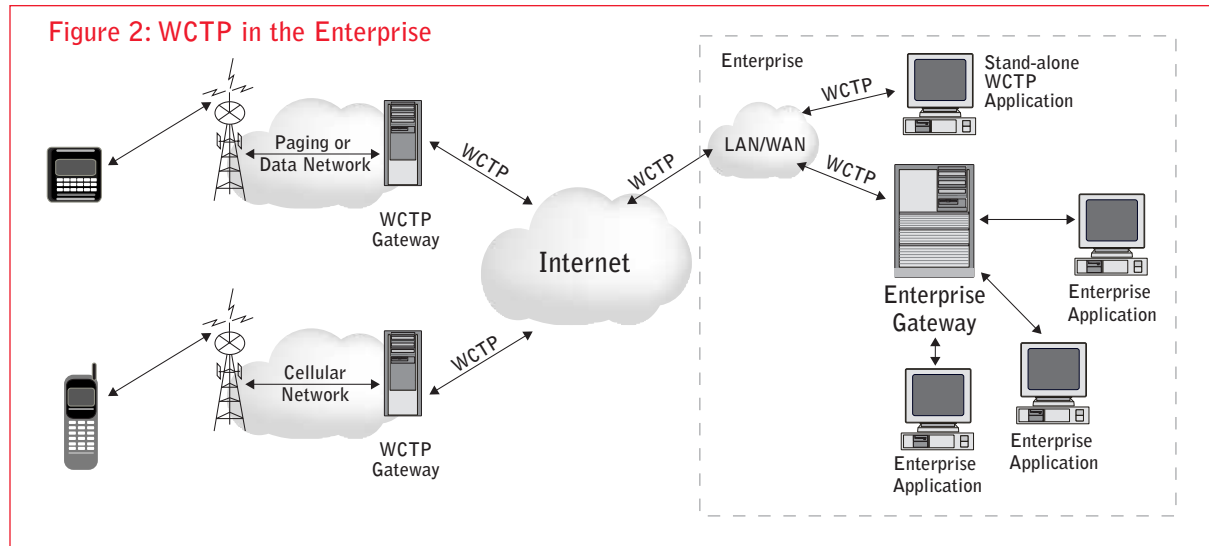 Figure 2: WCTP in the Enterprise
Paging or
Data Network
WCTP
Gateway
WCTP
Cellular
Network
WCTP
Gateway
WCTP
Internet
WCTP
Enterprise
LAN/WAN
WCTP
WCTP
Stand-alone
WCTP
Application
Enterprise
Gateway
Enterprise
Application
Enterprise
Application
Enterprise
Application